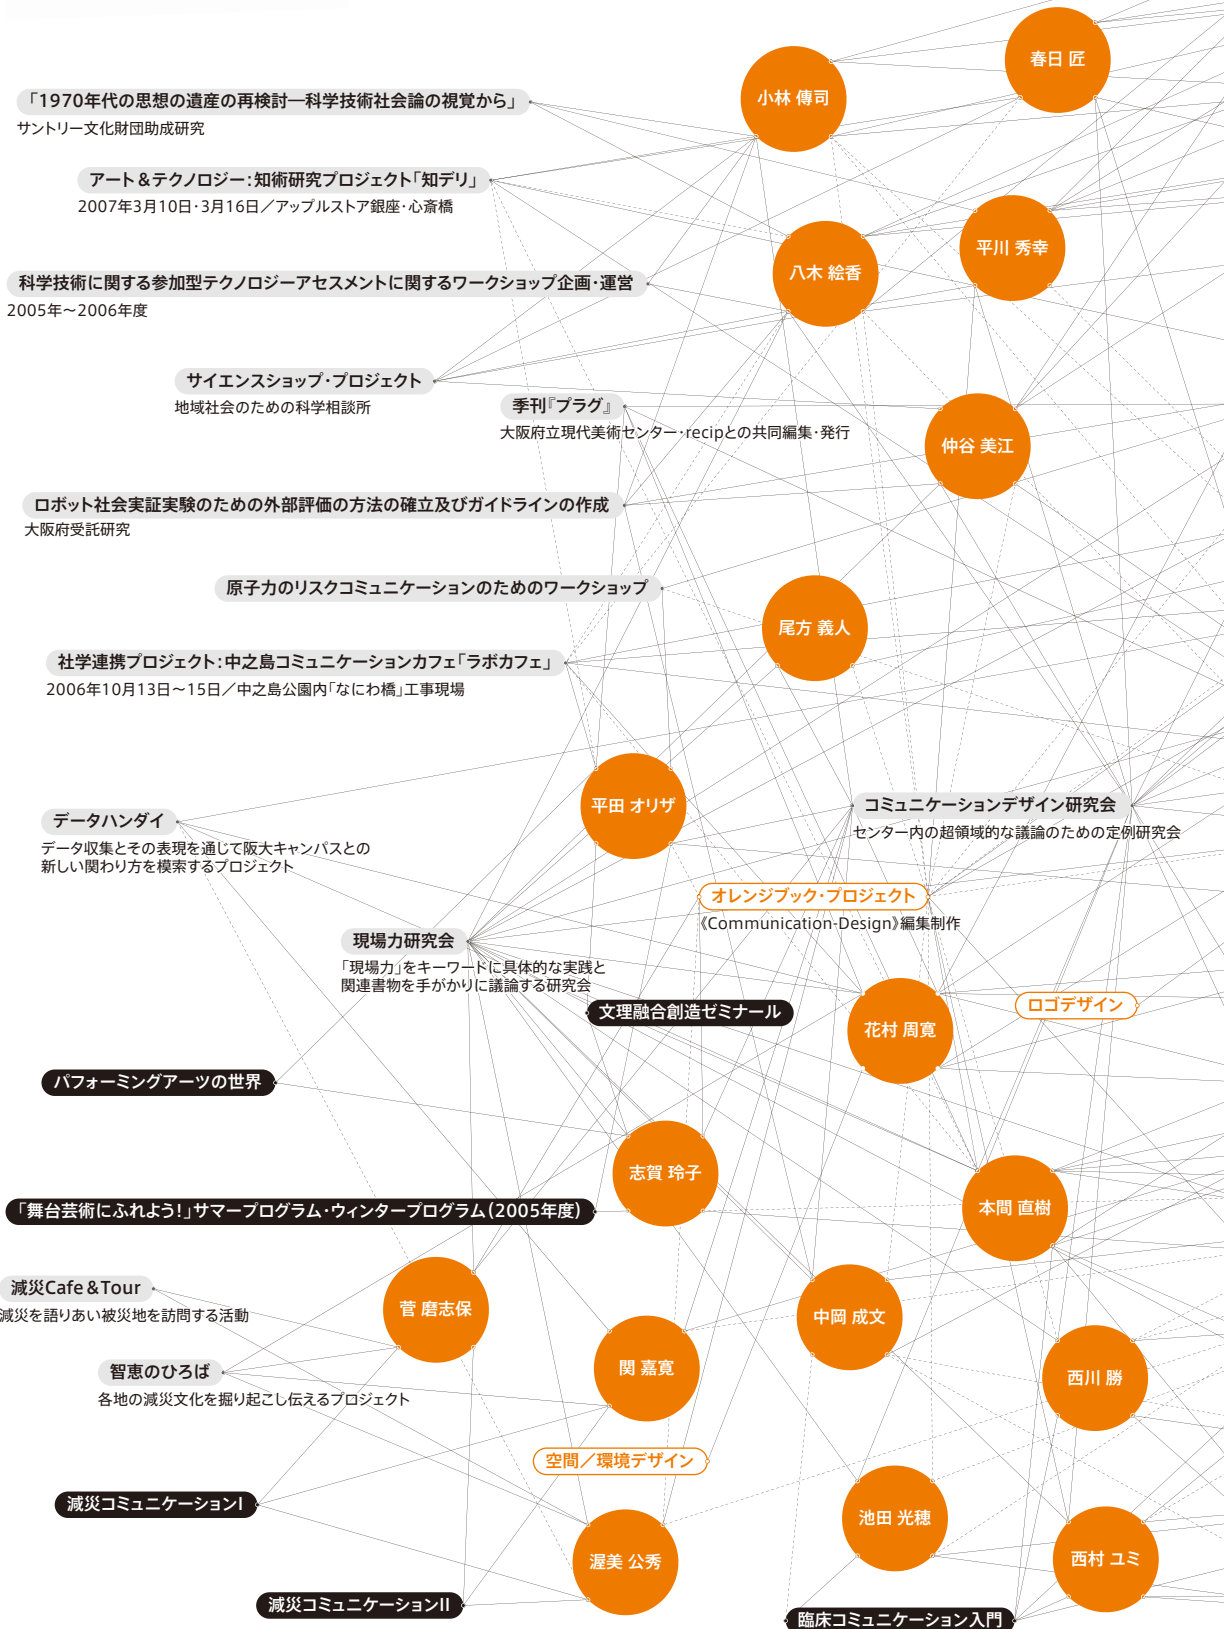 春日 匠
小林 傳司
「1970年代の思想の遺産の再検討―科学技術社会論の視覚から」
サントリー文化財団助成研究
アート＆テクノロジー：知術研究プロジェクト「知デリ」
2007年3月10日・3月16日／アップルストア銀座・心斎橋
平川 秀幸
八木 絵香
科学技術に関する参加型テクノロジーアセスメントに関するワークショップ企画・運営
2005年～2006年度
サイエンスショップ・プロジェクト
地域社会のための科学相談所
季刊『プラグ』
大阪府立現代美術センター・recipとの共同編集・発行
仲谷 美江
ロボット社会実証実験のための外部評価の方法の確立及びガイドラインの作成
大阪府受託研究
原子力のリスクコミュニケーションのためのワークショップ
尾方 義人
社学連携プロジェクト：中之島コミュニケーションカフェ「ラボカフェ」
2006年10月13日～15日／中之島公園内「なにわ橋」工事現場
平田 オリザ
コミュニケーションデザイン研究会
センター内の超領域的な議論のための定例研究会
データハンダイ
データ収集とその表現を通じて阪大キャンパスとの
新しい関わり方を模索するプロジェクト
オレンジブック・プロジェクト
《Communication-Design》編集制作
現場力研究会
「現場力」をキーワードに具体的な実践と
関連書物を手がかりに議論する研究会
文理融合創造ゼミナール
ロゴデザイン
花村 周寛
パフォーミングアーツの世界
志賀 玲子
「舞台芸術にふれよう！」サマープログラム・ウィンタープログラム（2005年度）
本間 直樹
減災Cafe＆Tour
減災を語りあい被災地を訪問する活動
菅 磨志保
中岡 成文
智恵のひろば
各地の減災文化を掘り起こし伝えるプロジェクト
関 嘉寛
西川 勝
空間／環境デザイン
減災コミュニケーションI
池田 光穂
渥美 公秀
西村 ユミ
減災コミュニケーションII
臨床コミュニケーション入門